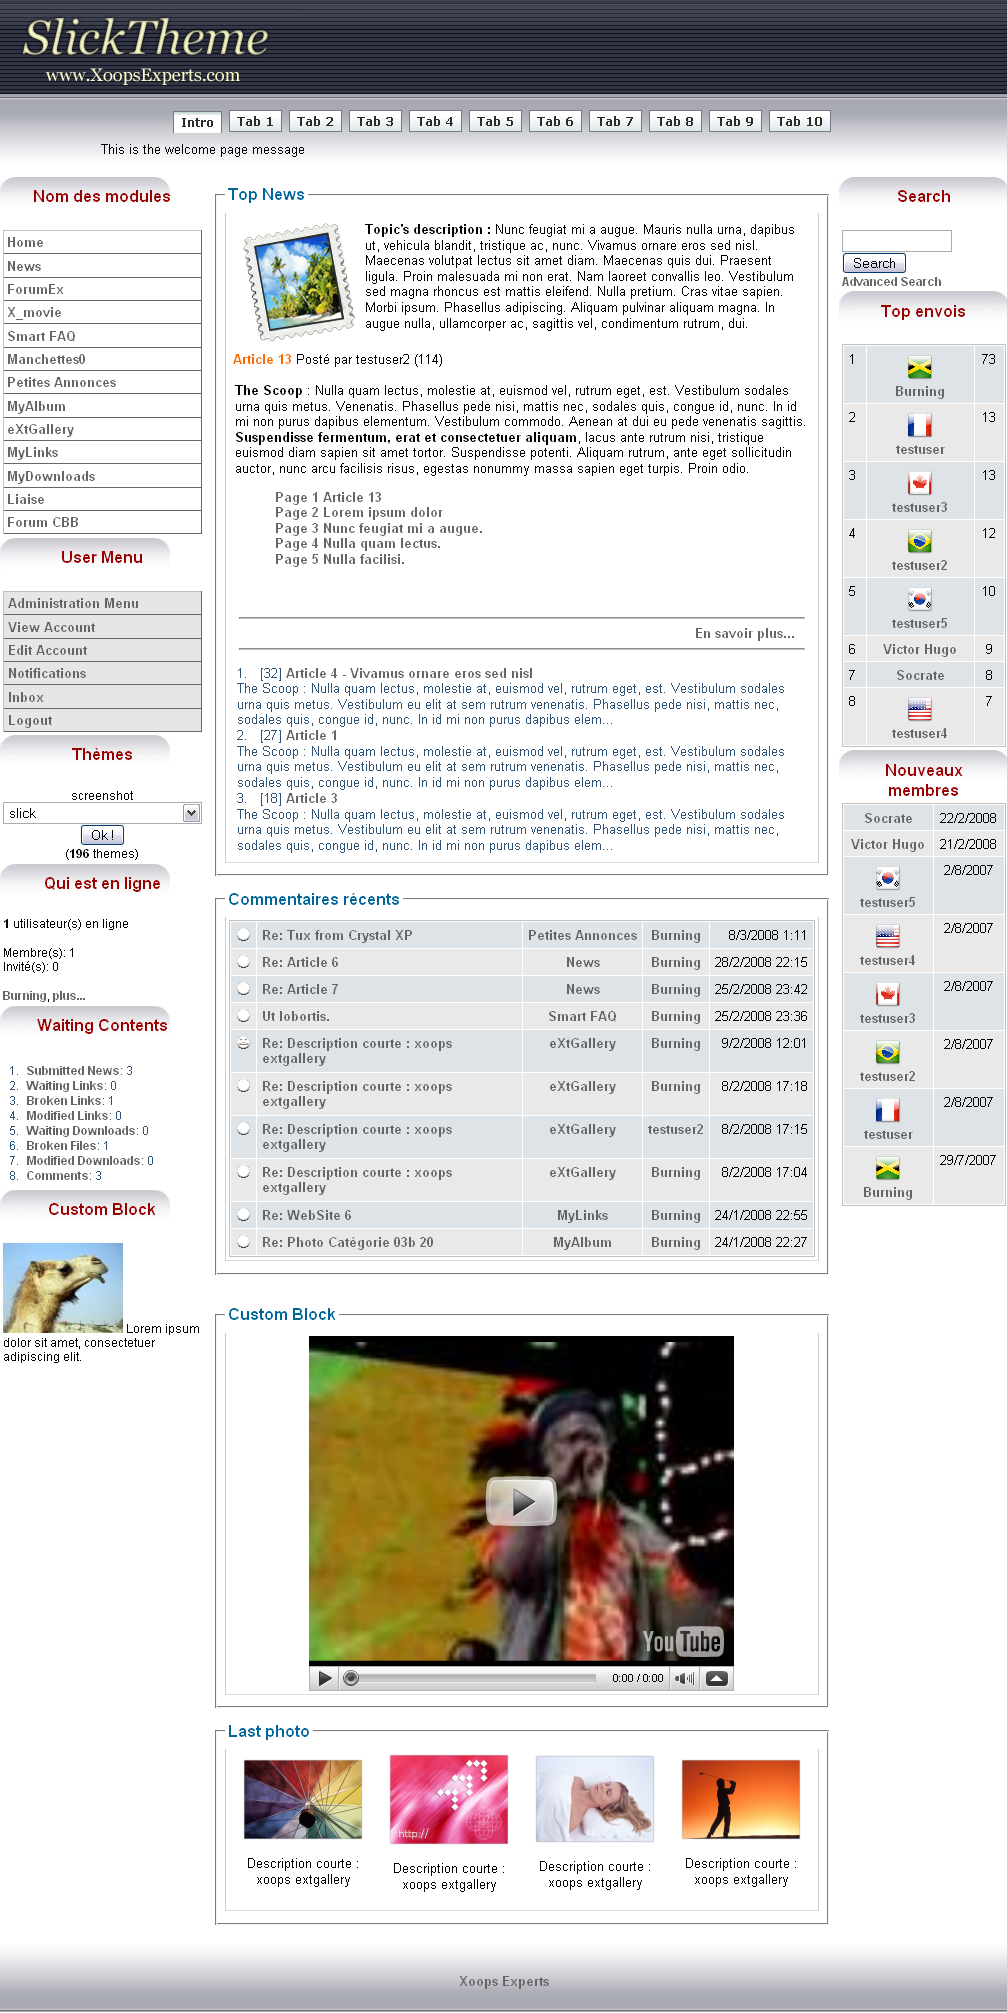 SlickTheme
www.XoopsExperts.com
Intro Tab 1 Tab 2 Tab 3 Tab 4 Tab 5 Tab 6 Tab 7 Tab 8 Tab 9 Tab 10
This is the welcome page message
Nom des modules
Home
News
ForumEx
X_movie
Smart FAQ
Manchettes0
Petites Annonces
MyAlbum
eXtGallery
MyLinks
MyDownloads
Liaise
Forum CBB
User Menu
Administration Menu
View Account
Edit Account
Notifications
Inbox
Logout
Thèmes
screenshot
slick
Ok !
(196 themes)
Qui est en ligne
1 utilisateur(s) en ligne
Membre(s): 1
Invité(s): 0
Burning, plus...
Waiting Contents
1. Submitted News: 3
2. Waiting Links: 0
3. Broken Links: 1
4. Modified Links: 0
5. Waiting Downloads: 0
6. Broken Files: 1
7. Modified Downloads: 0
8. Comments: 3
Custom Block
Lorem ipsum
dolor sit amet, consectetuer
adipiscing elit.
Top News
Topic's description : Nunc feugiat mi a augue. Mauris nulla urna, dapibus
ut, vehicula blandit, tristique ac, nunc. Vivamus ornare eros sed nisl.
Maecenas volutpat lectus sit amet diam. Maecenas quis dui. Praesent
ligula. Proin malesuada mi non erat. Nam laoreet convallis leo. Vestibulum
sed magna rhoncus est mattis eleifend. Nulla pretium. Cras vitae sapien.
Morbi ipsum. Phasellus adipiscing. Aliquam pulvinar aliquam magna. In
augue nulla, ullamcorper ac, sagittis vel, condimentum rutrum, dui.
Article 13 Posté par testuser2 (114)
The Scoop : Nulla quam lectus, molestie at, euismod vel, rutrum eget, est. Vestibulum sodales
urna quis metus. Venenatis. Phasellus pede nisi, mattis nec, sodales quis, congue id, nunc. In id
mi non purus dapibus elementum. Vestibulum commodo. Aenean at dui eu pede venenatis sagittis.
Suspendisse fermentum, erat et consectetuer aliquam, lacus ante rutrum nisi, tristique
euismod diam sapien sit amet tortor. Suspendisse potenti. Aliquam rutrum, ante eget sollicitudin
auctor, nunc arcu facilisis risus, egestas nonummy massa sapien eget turpis. Proin odio.
Page 1 Article 13
Page 2 Lorem ipsum dolor
Page 3 Nunc feugiat mi a augue.
Page 4 Nulla quam lectus.
Page 5 Nulla facilisi.
En savoir plus...
1. [32] Article 4 - Vivamus ornare eros sed nisl
The Scoop : Nulla quam lectus, molestie at, euismod vel, rutrum eget, est. Vestibulum sodales
urna quis metus. Vestibulum eu elit at sem rutrum venenatis. Phasellus pede nisi, mattis nec,
sodales quis, congue id, nunc. In id mi non purus dapibus elem...
2. [27] Article 1
The Scoop : Nulla quam lectus, molestie at, euismod vel, rutrum eget, est. Vestibulum sodales
urna quis metus. Vestibulum eu elit at sem rutrum venenatis. Phasellus pede nisi, mattis nec,
sodales quis, congue id, nunc. In id mi non purus dapibus elem...
3. [18] Article 3
The Scoop : Nulla quam lectus, molestie at, euismod vel, rutrum eget, est. Vestibulum sodales
urna quis metus. Vestibulum eu elit at sem rutrum venenatis. Phasellus pede nisi, mattis nec,
sodales quis, congue id, nunc. In id mi non purus dapibus elem...
Commentaires récents
Re: Tux from Crystal XP Petites Annonces Burning 8/3/2008 1:11
Re: Article 6 News Burning 28/2/2008 22:15
Re: Article 7 News Burning 25/2/2008 23:42
Ut lobortis. Smart FAQ Burning 25/2/2008 23:36
Re: Description courte : xoops eXtGallery Burning 9/2/2008 12:01
extgallery
Re: Description courte : xoops eXtGallery Burning 8/2/2008 17:18
extgallery
Re: Description courte : xoops eXtGallery testuser2 8/2/2008 17:15
extgallery
Re: Description courte : xoops eXtGallery Burning 8/2/2008 17:04
extgallery
Re: WebSite 6 MyLinks Burning 24/1/2008 22:55
Re: Photo Catégorie 03b 20 MyAlbum Burning 24/1/2008 22:27
Custom Block
YouTube
0:00 / 0:00
Last photo
http://
Description courte :
xoops extgallery
Description courte :
xoops extgallery
Description courte :
xoops extgallery
Description courte :
xoops extgallery
Search
Search
Advanced Search
Top envois
1 Burning 73
2 testuser 13
3 testuser3 13
4 testuser2 12
5 testuser5 10
6 Victor Hugo 9
7 Socrate 8
8 testuser4 7
Nouveaux
membres
Socrate 22/2/2008
Victor Hugo 21/2/2008
testuser5 2/8/2007
testuser4 2/8/2007
testuser3 2/8/2007
testuser2 2/8/2007
testuser 2/8/2007
Burning 29/7/2007
Xoops Experts